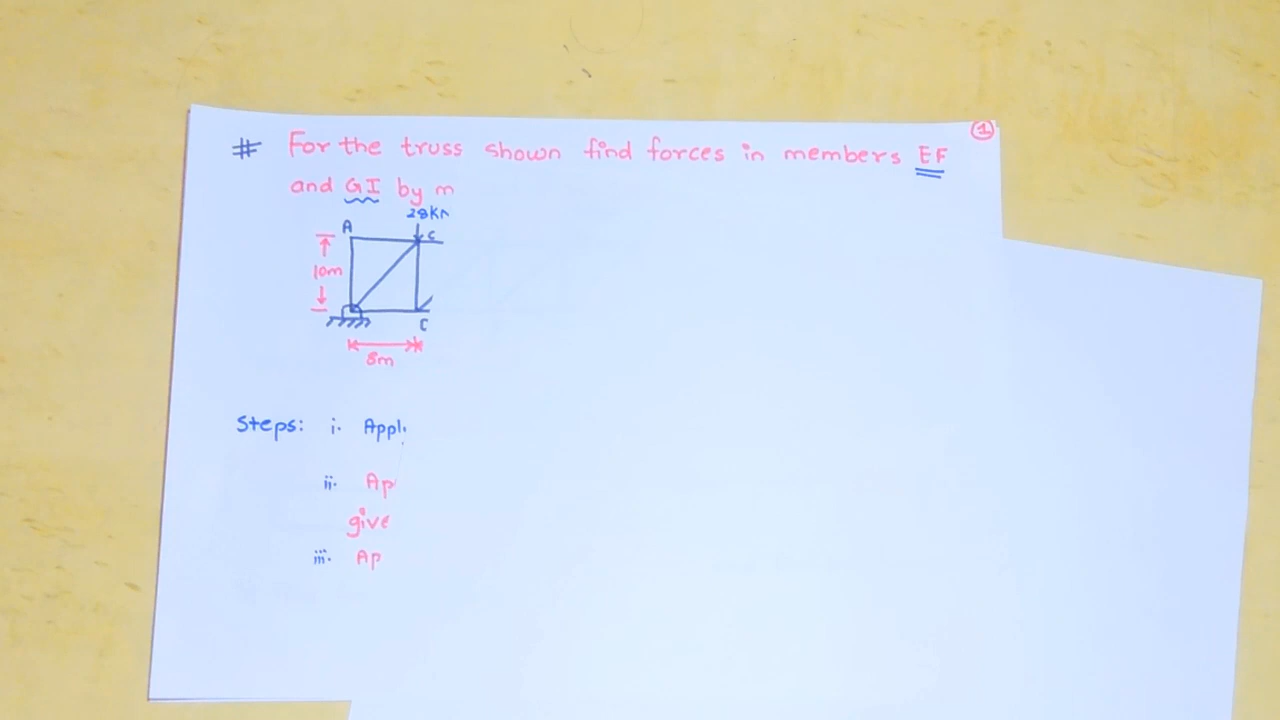 ①
# For the truss shown find forces in members EF
and GI by m
28KN
A
C
10m
8m
Steps: i. Appl
ii. Ap
give
iii. Ap